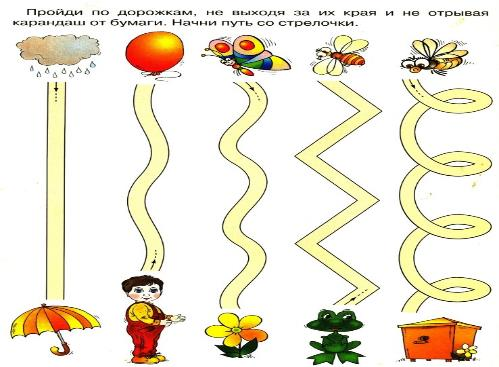 Пройди по дорожкам, не выходя за их края и не отрывая
карандаш от бумаги. Начни путь со стрелочки.